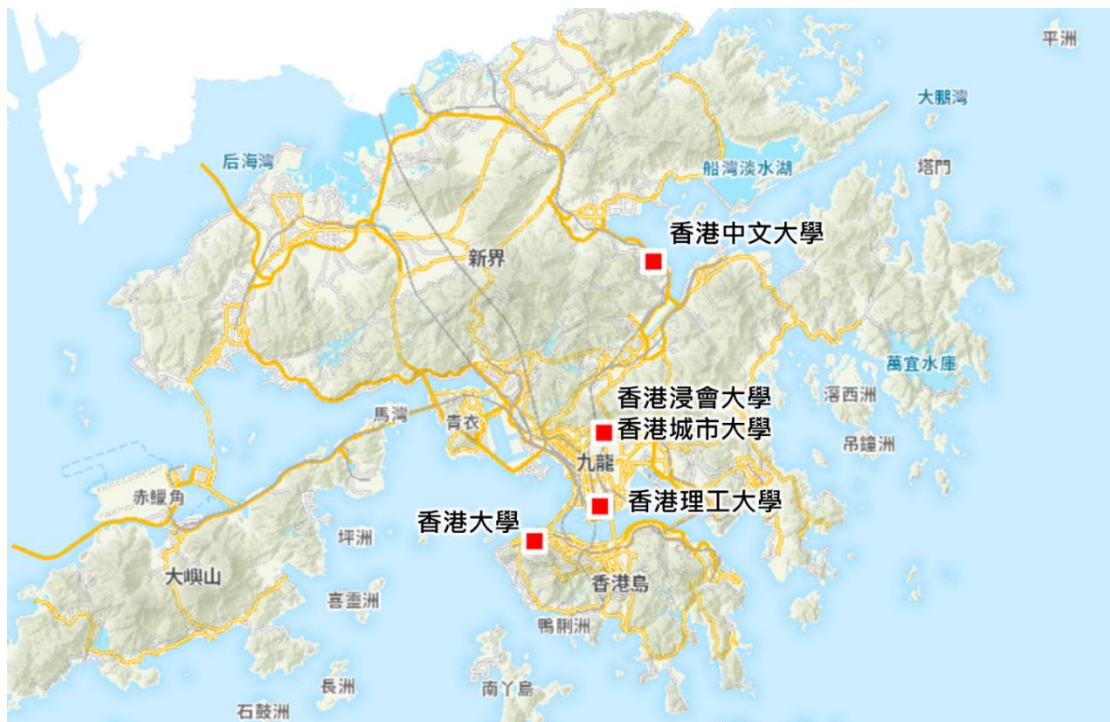 平洲
大鵬灣
后海灣
船灣淡水湖
塔門
香港中文大學
新界
萬宜水庫
滘西洲
香港浸會大學
馬灣
青衣
香港城市大學
吊鐘洲
九龍
赤鱲角
香港理工大學
香港大學
坪洲
大嶼山
香港島
喜靈洲
鴨脷洲
長洲
南丫島
石鼓洲